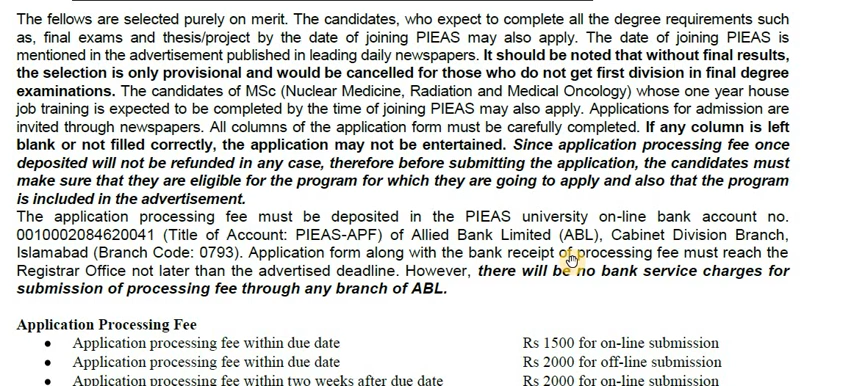 The fellows are selected purely on merit. The candidates, who expect to complete all the degree requirements such
as, final exams and thesis/project by the date of joining PIEAS may also apply. The date of joining PIEAS is
mentioned in the advertisement published in leading daily newspapers. It should be noted that without final results,
the selection is only provisional and would be cancelled for those who do not get first division in final degree
examinations. The candidates of MSc (Nuclear Medicine, Radiation and Medical Oncology) whose one year house
job training is expected to be completed by the time of joining PIEAS may also apply. Applications for admission are
invited through newspapers. All columns of the application form must be carefully completed. If any column is left
blank or not filled correctly, the application may not be entertained. Since application processing fee once
deposited will not be refunded in any case, therefore before submitting the application, the candidates must
make sure that they are eligible for the program for which they are going to apply and also that the program
is included in the advertisement.
The application processing fee must be deposited in the PIEAS university on-line bank account no.
0010002084620041 (Title of Account: PIEAS-APF) of Allied Bank Limited (ABL), Cabinet Division Branch,
Islamabad (Branch Code: 0793). Application form along with the bank receipt of processing fee must reach the
Registrar Office not later than the advertised deadline. However, there will be no bank service charges for
submission of processing fee through any branch of ABL.
Application Processing Fee
• Application processing fee within due date Rs 1500 for on-line submission
• Application processing fee within due date Rs 2000 for off-line submission
• Application processing fee within two weeks after due date Rs 2000 for on-line submission